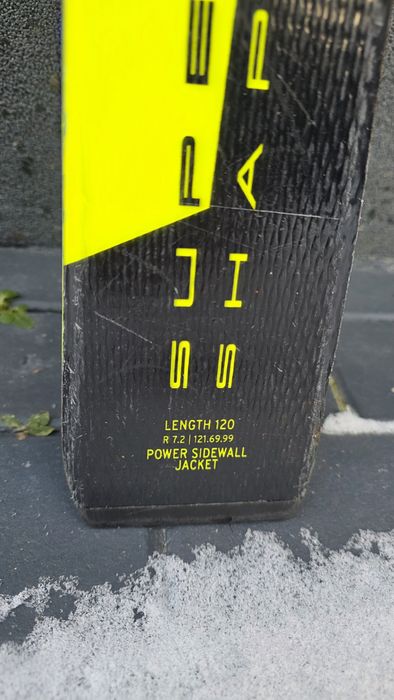 SUPE
SHAP
LENGTH 120
R 7.2 | 121.69.99
POWER SIDEWALL
JACKET